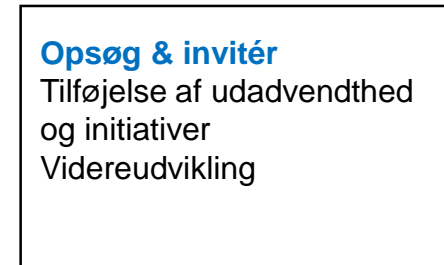 Opsøg & invitér
Tilføjelse af udadvendthed
og initiativer
Videreudvikling